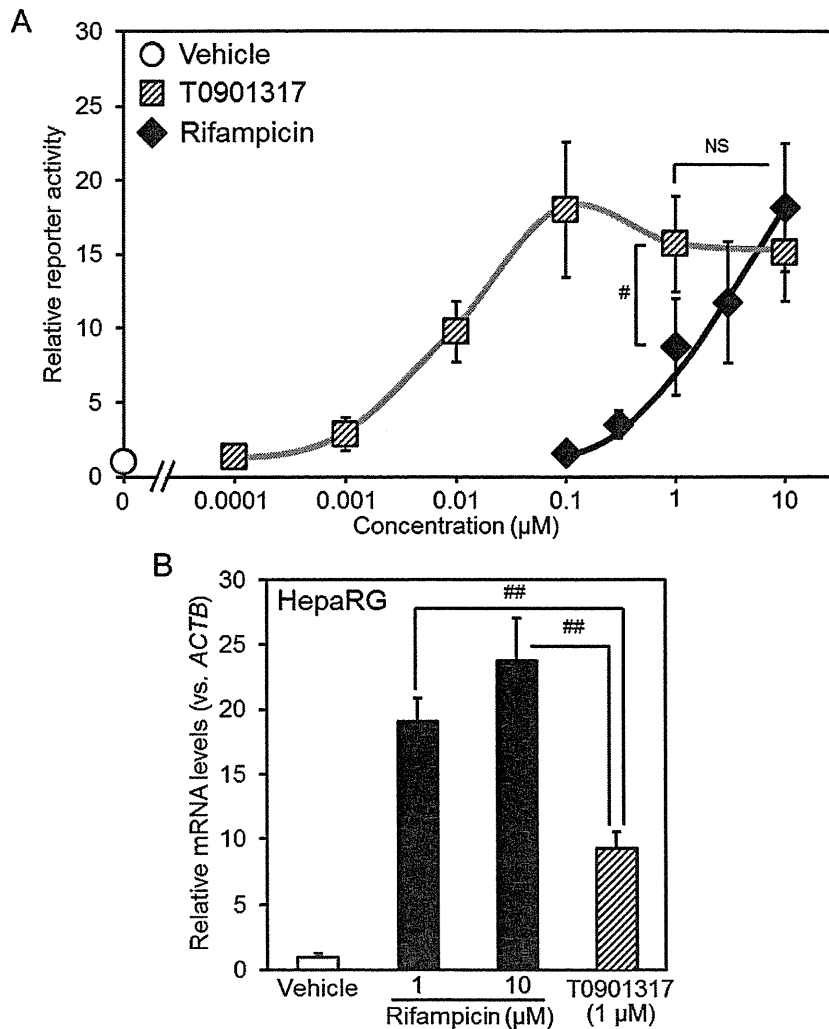 A
30
25
20
15
10
5
0
Relative reporter activity
Vehicle
T0901317
Rifampicin
NS
#
0 0.0001 0.001 0.01 0.1 1 10
Concentration (µM)
B
30
25
20
15
10
5
0
Relative mRNA levels (vs. ACTB)
HepaRG
##
##
Vehicle 1 10 T0901317
Rifampicin (µM) (1 µM)